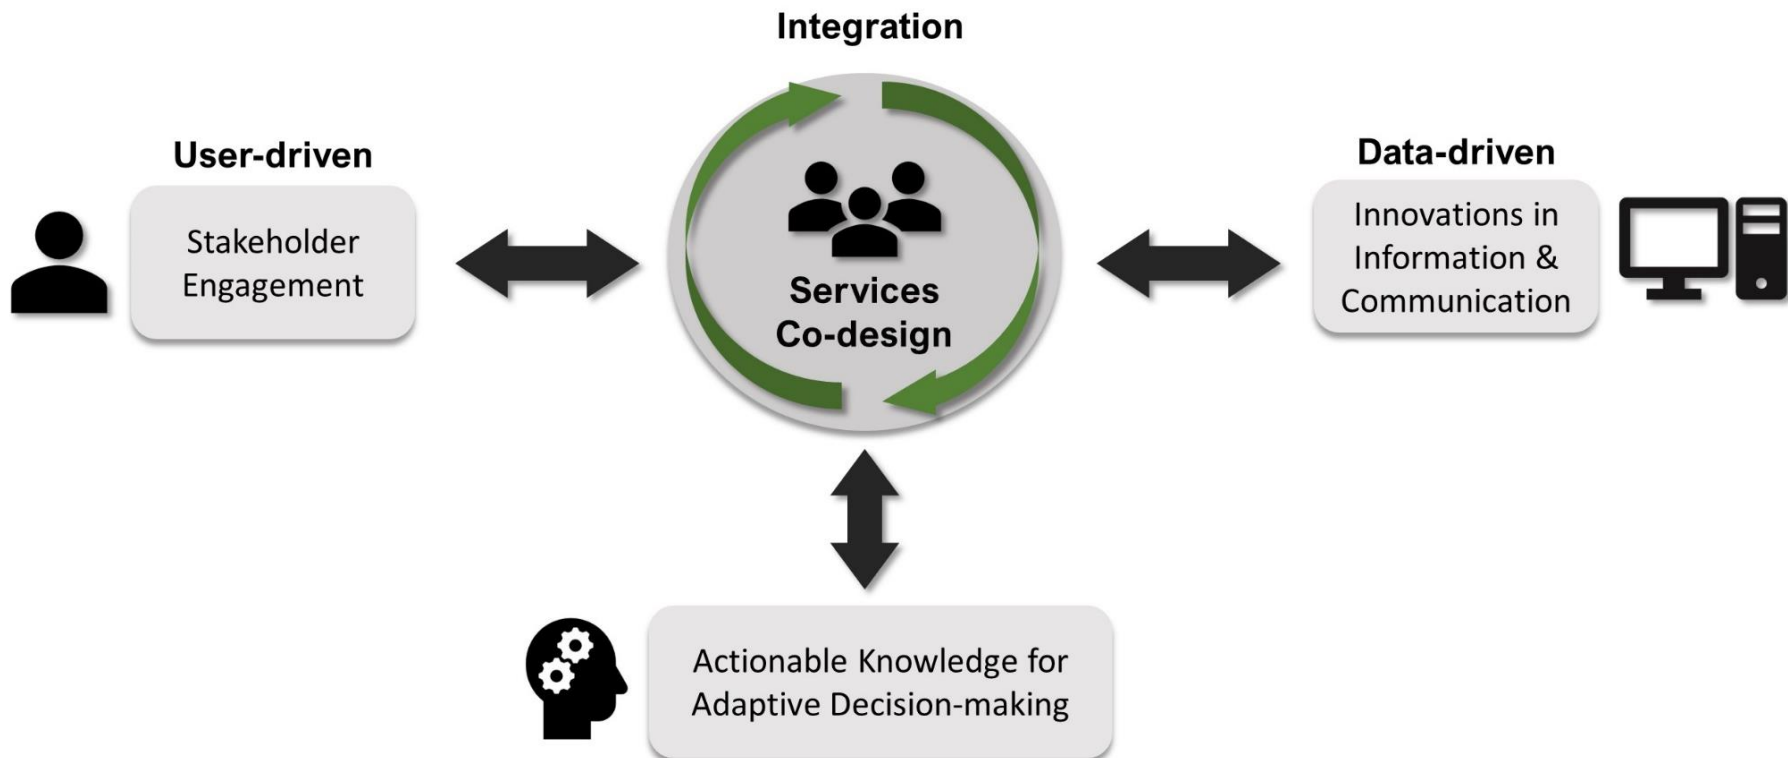 Integration
User-driven
Stakeholder
Engagement
Services
Co-design
Data-driven
Innovations in
Information &
Communication
Actionable Knowledge for
Adaptive Decision-making